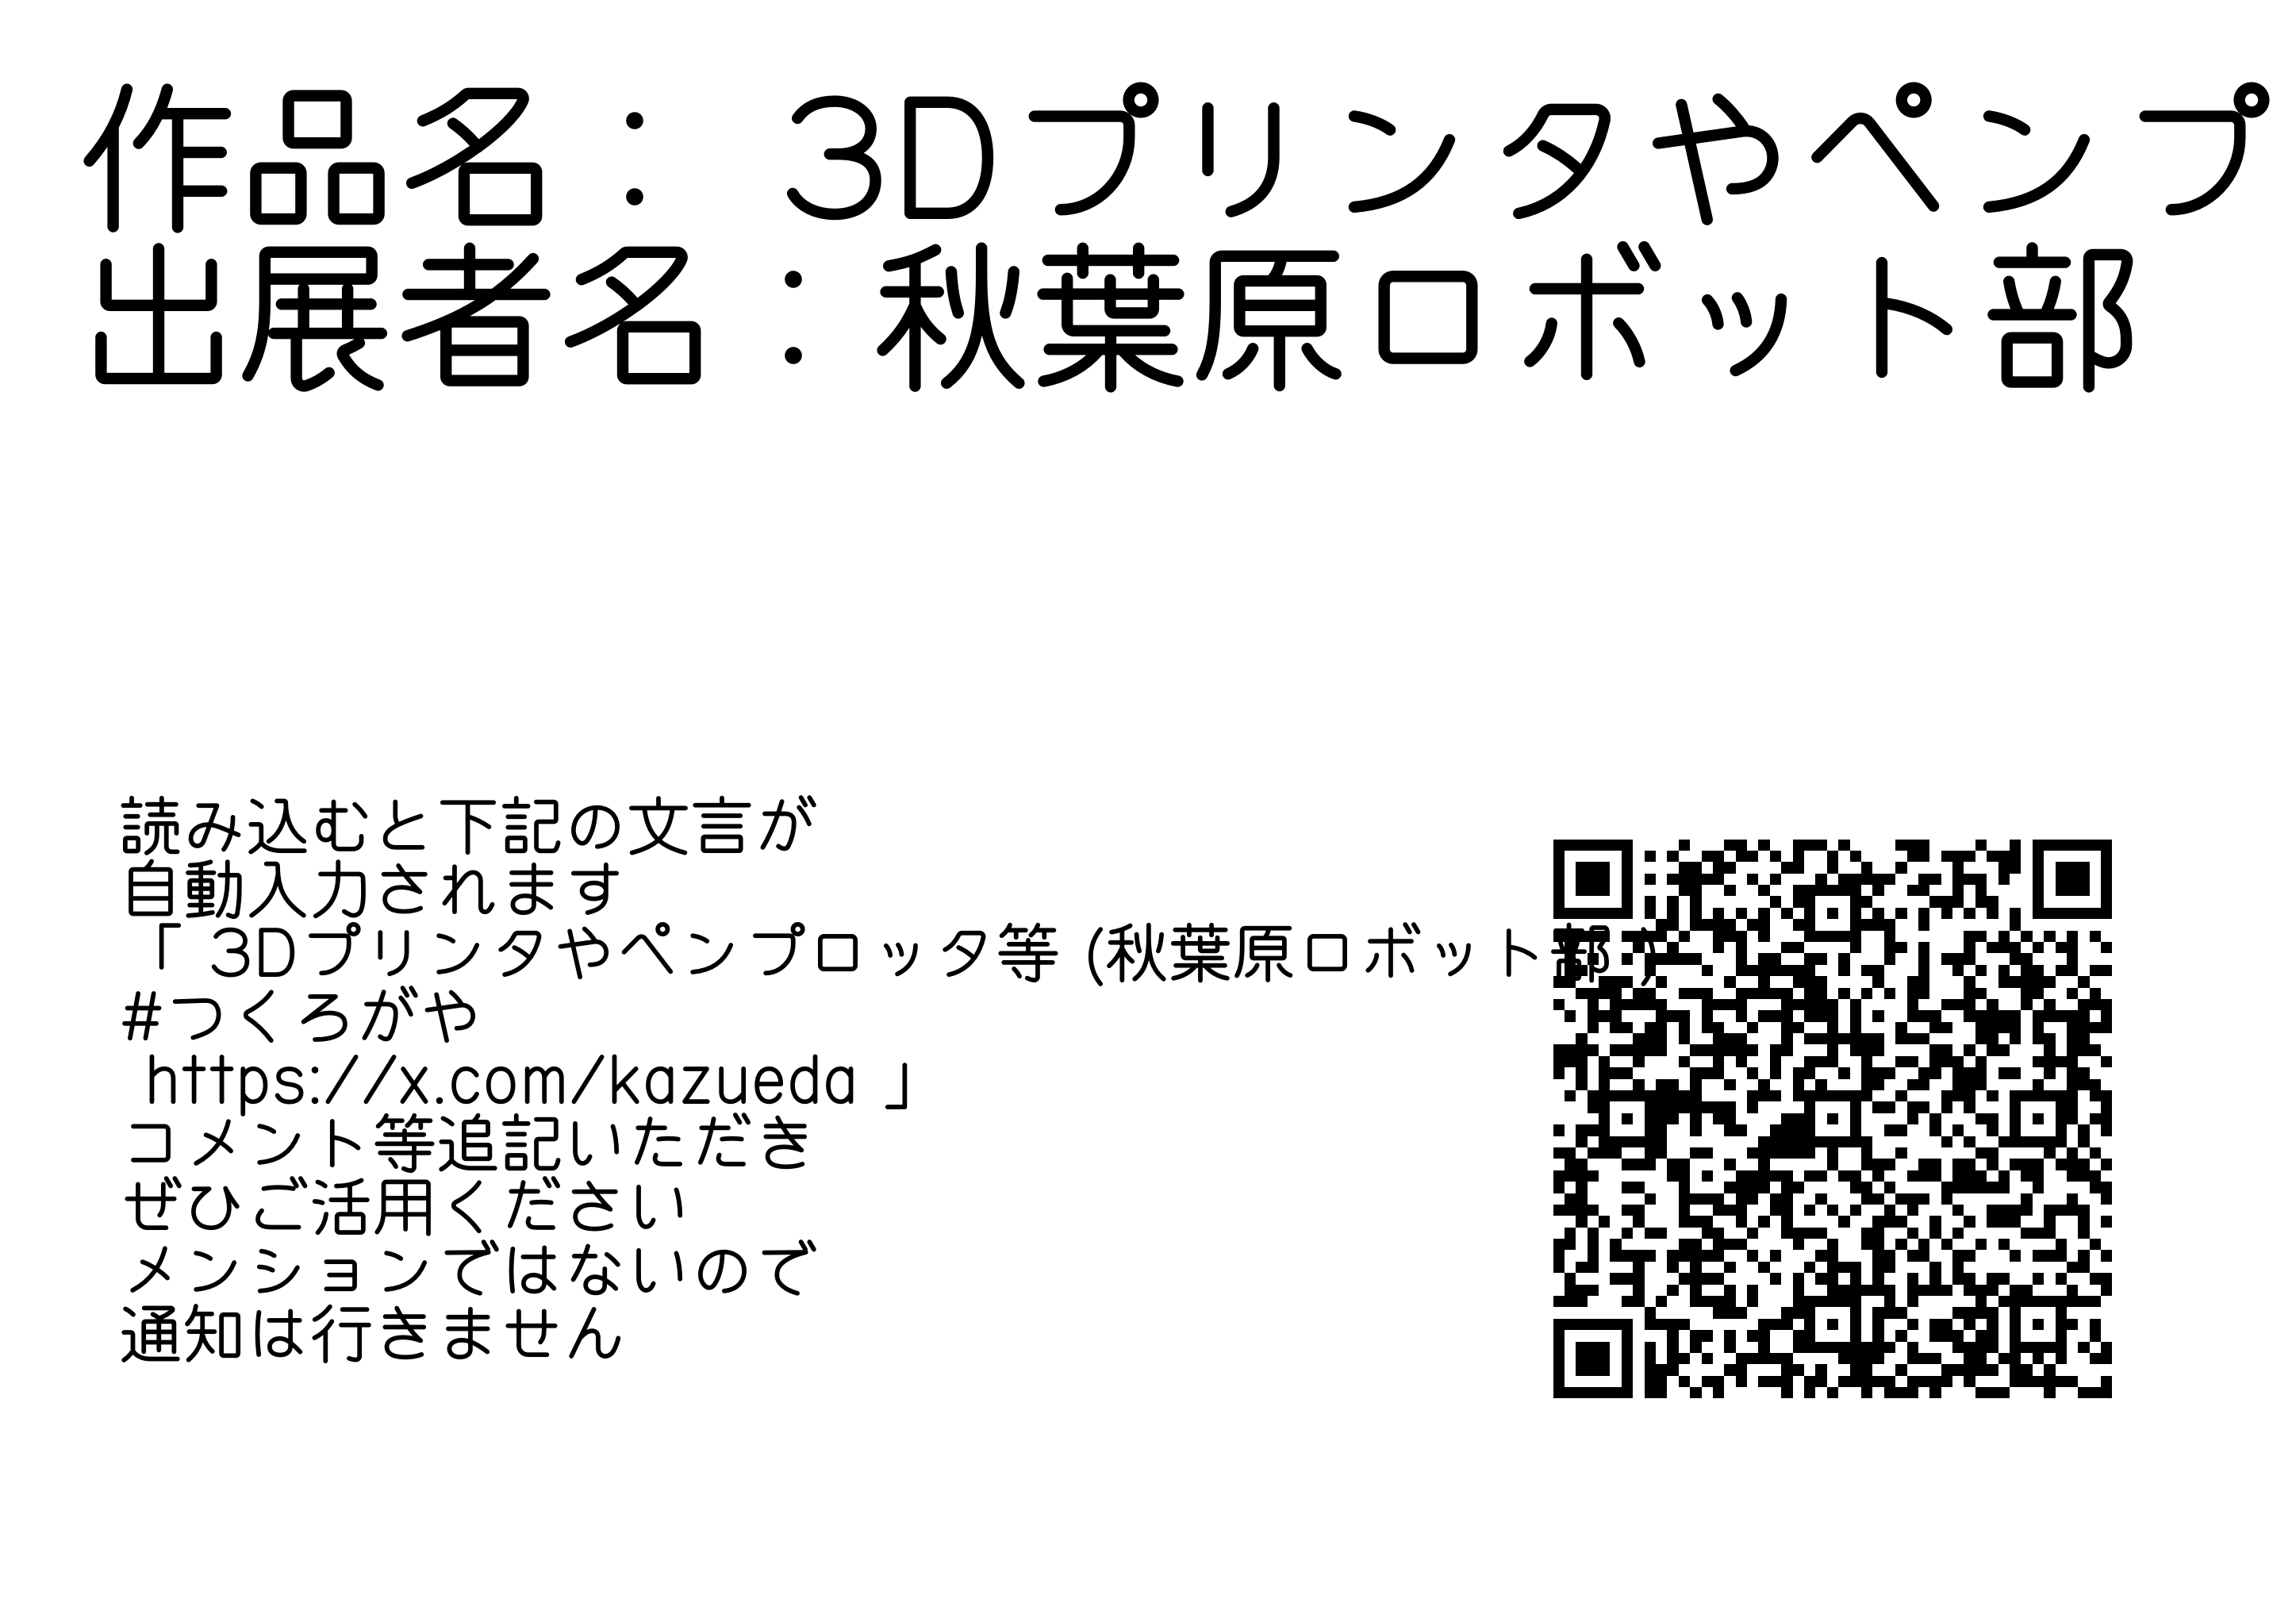 作品名： 3Dプリンタやペンプ
出展者名：秋葉原ロボット部
読み込むと下記の文言が
自動入力されます
「 3Dプリンタやペンプロッタ等 (秋葉原ロボット部)
#つくろがや
https://x.com/kazueda 」
コメント等追記いただき
ぜひご活用ください
メンションではないので
通知は行きません